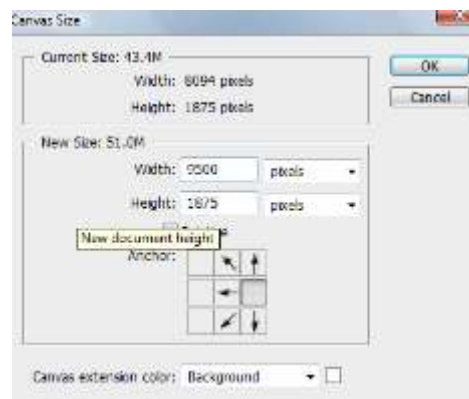 Canvas Size
Current Size: 43.4M
OK
Width: 8094 pixels
Cancel
Height: 1875 pixels
New Size: 51.0M
Width: 9500 pixels
Height: 1875 pixels
New document height
Anchor:
Canvas extension color: Background